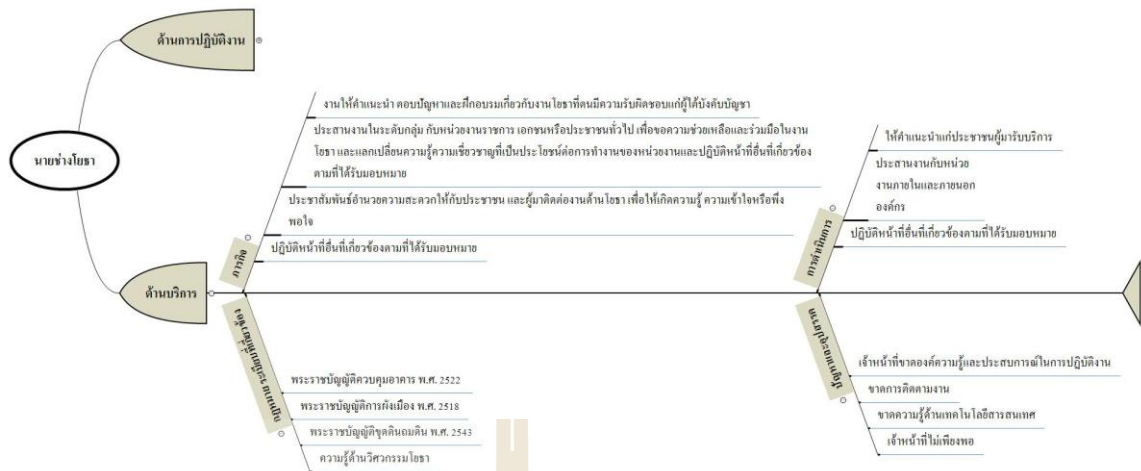 ด้านการปฏิบัติงาน
นายช่างโยธา
ด้านบริการ
ภารกิจ
งานให้คำแนะนำ ตอบปัญหาและฝึกอบรมเกี่ยวกับงานโยธาที่ตนมีความรับผิดชอบแก่ผู้ใต้บังคับบัญชา
ประสานงานในระดับกลุ่ม กับหน่วยงานราชการ เอกชนหรือประชาชนทั่วไป เพื่อขอความช่วยเหลือและร่วมมือในงาน
โยธา และแลกเปลี่ยนความรู้ความเชี่ยวชาญที่เป็นประโยชน์ต่อการทำงานของหน่วยงานและปฏิบัติหน้าที่อื่นที่เกี่ยวข้อง
ตามที่ได้รับมอบหมาย
ประชาสัมพันธ์อำนวยความสะดวกให้กับประชาชน และผู้มาติดต่องานด้านโยธา เพื่อให้เกิดความรู้ ความเข้าใจหรือพึง
พอใจ
ปฏิบัติหน้าที่อื่นที่เกี่ยวข้องตามที่ได้รับมอบหมาย
การดำเนินการ
ให้คำแนะนำแก่ประชาชนผู้มารับบริการ
ประสานงานกับหน่วย
งานภายในและภายนอก
องค์กร
ปฏิบัติหน้าที่อื่นที่เกี่ยวข้องตามที่ได้รับมอบหมาย
กฎหมาย ระเบียบที่เกี่ยวข้อง
พระราชบัญญัติควบคุมอาคาร พ.ศ. 2522
พระราชบัญญัติการผังเมือง พ.ศ. 2518
พระราชบัญญัติขุดดินถมดิน พ.ศ. 2543
ความรู้ด้านวิศวกรรมโยธา
ปัญหาและอุปสรรค
เจ้าหน้าที่ขาดองค์ความรู้และประสบการณ์ในการปฏิบัติงาน
ขาดการติดตามงาน
ขาดความรู้ด้านเทคโนโลยีสารสนเทศ
เจ้าหน้าที่ไม่เพียงพอ